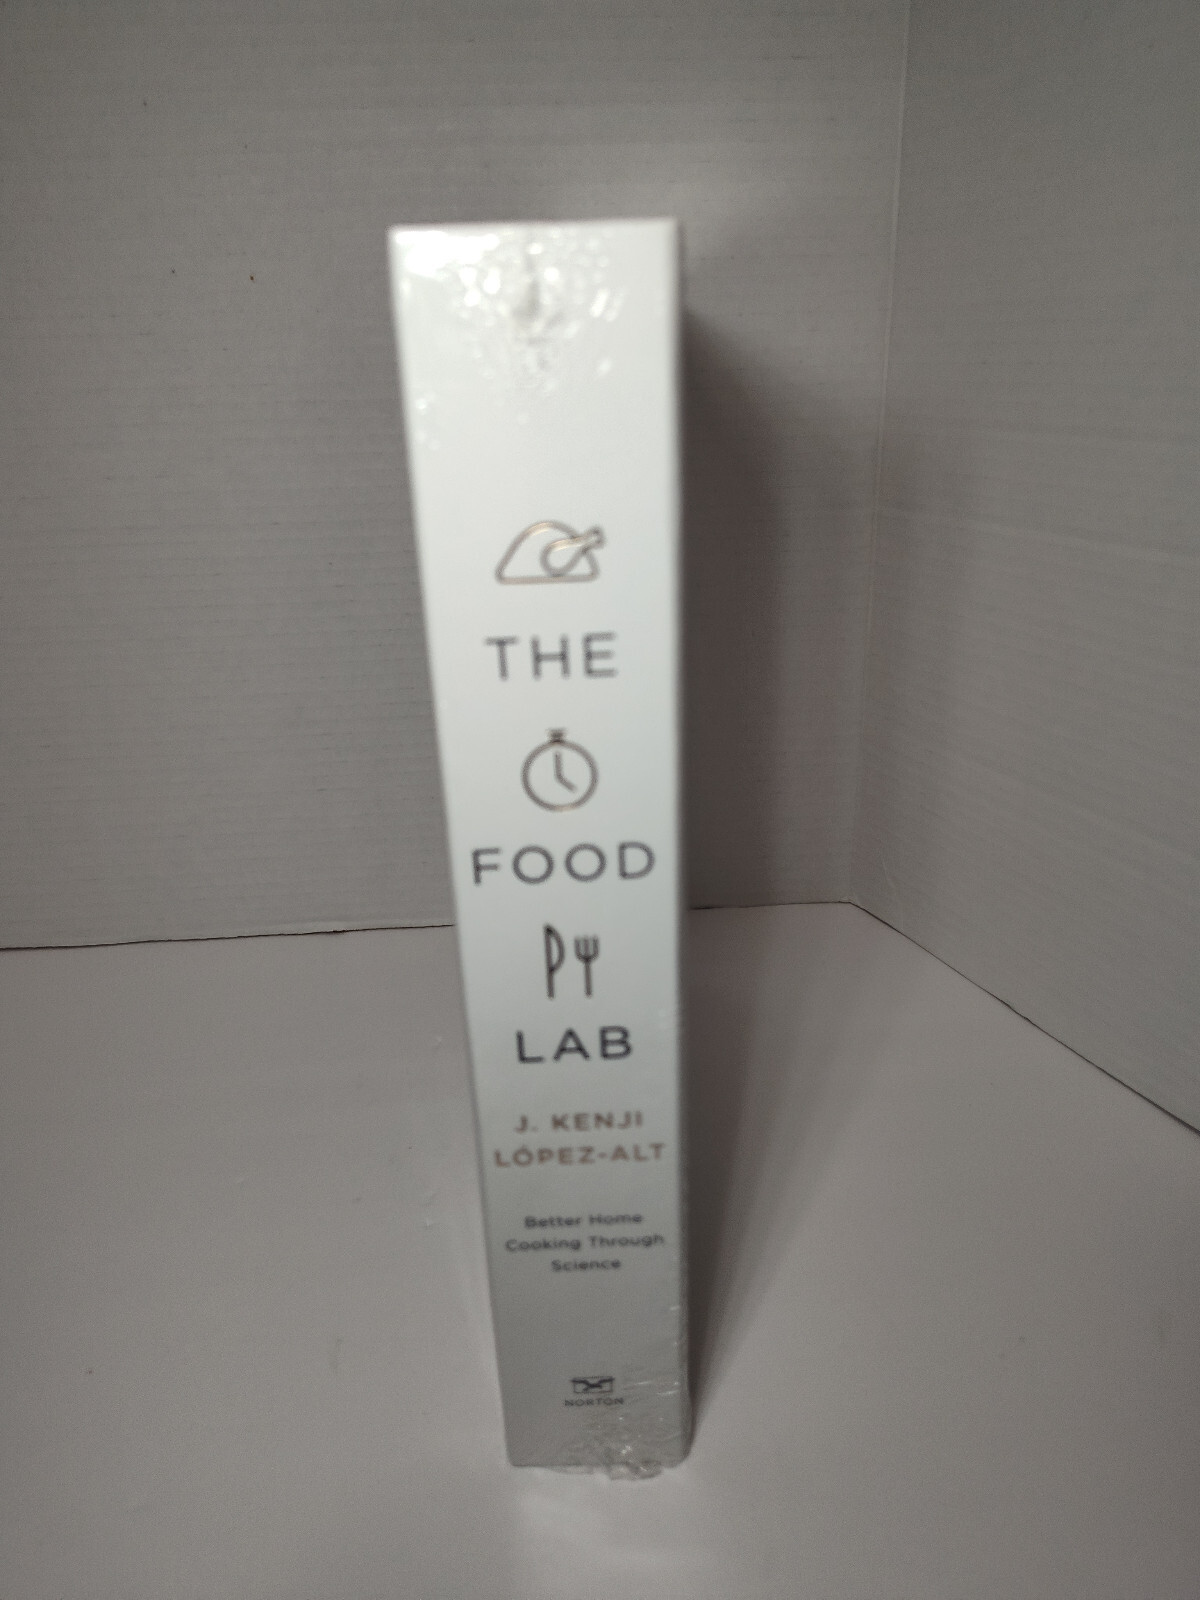 THE
FOOD
LAB
J. KENJI
LÓPEZ-ALT
Better Home
Cooking Through
Science
NORTON